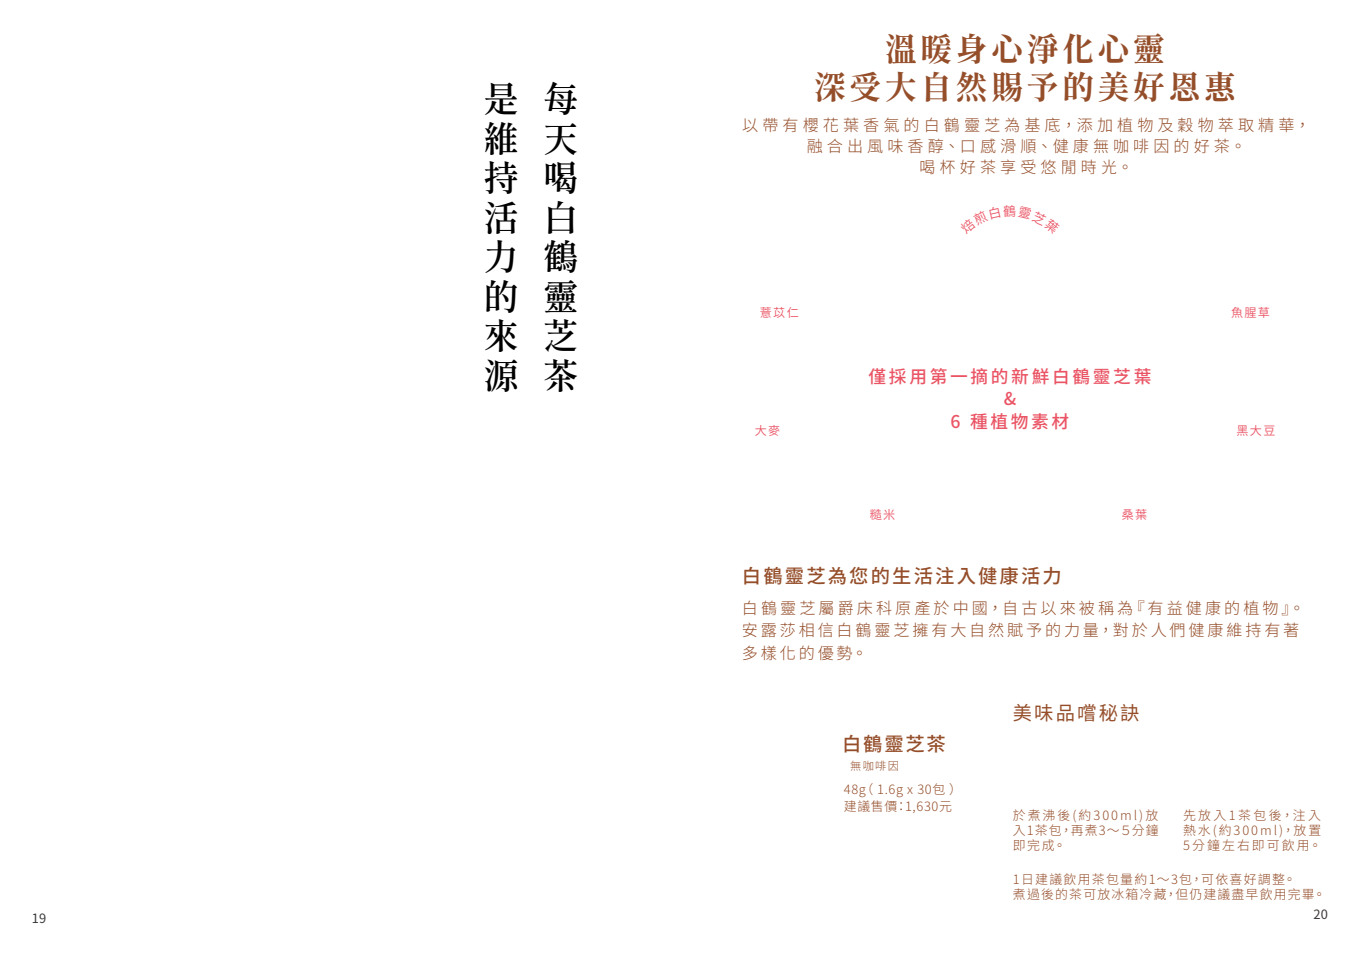 每天喝白鶴靈芝茶
是維持活力的來源
19
溫暖身心淨化心靈
深受大自然賜予的美好恩惠
以帶有櫻花葉香氣的白鶴靈芝為基底，添加植物及穀物萃取精華，
融合出風味香醇、口感滑順、健康無咖啡因的好茶。
喝杯好茶享受悠閒時光。
焙煎白鶴靈芝葉
薏苡仁
魚腥草
僅採用第一摘的新鮮白鶴靈芝葉
&
6 種植物素材
大麥
黑大豆
糙米
桑葉
白鶴靈芝為您的生活注入健康活力
白鶴靈芝屬爵床科原產於中國，自古以來被稱為『有益健康的植物』。
安露莎相信白鶴靈芝擁有大自然賦予的力量，對於人們健康維持有著
多樣化的優勢。
白鶴靈芝茶
無咖啡因
48g（ 1.6g x 30包 ）
建議售價：1,630元
美味品嚐秘訣
於煮沸後(約300ml)放
入1茶包，再煮3～5分鐘
即完成。
先放入1茶包後，注入
熱水(約300ml)，放置
5分鐘左右即可飲用。
1日建議飲用茶包量約1～3包，可依喜好調整。
煮過後的茶可放冰箱冷藏，但仍建議盡早飲用完畢。
20